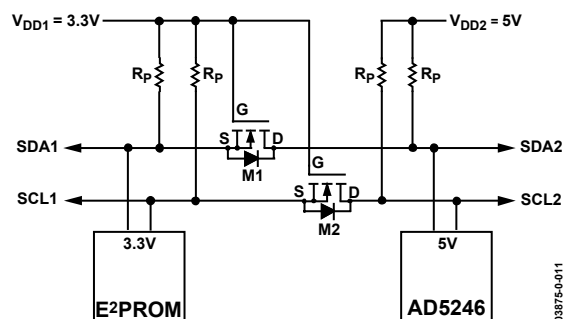 VDD1 = 3.3V VDD2 = 5V
RP RP RP RP
G
SDA1 S D SDA2
M1 G
SCL1 S D SCL2
M2
3.3V 5V
E2PROM AD5246
03875-0-011